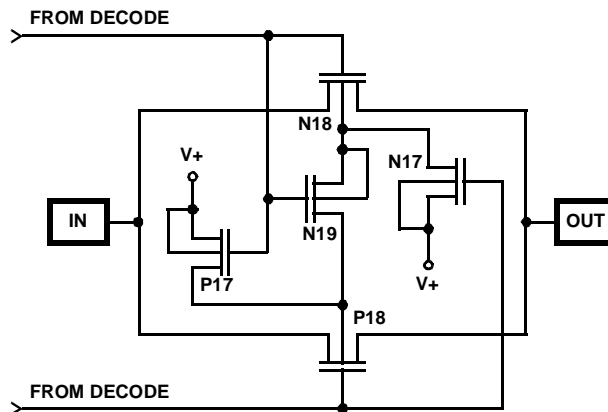 FROM DECODE
N18
V+
N17
IN
N19
OUT
P17
V+
P18
FROM DECODE